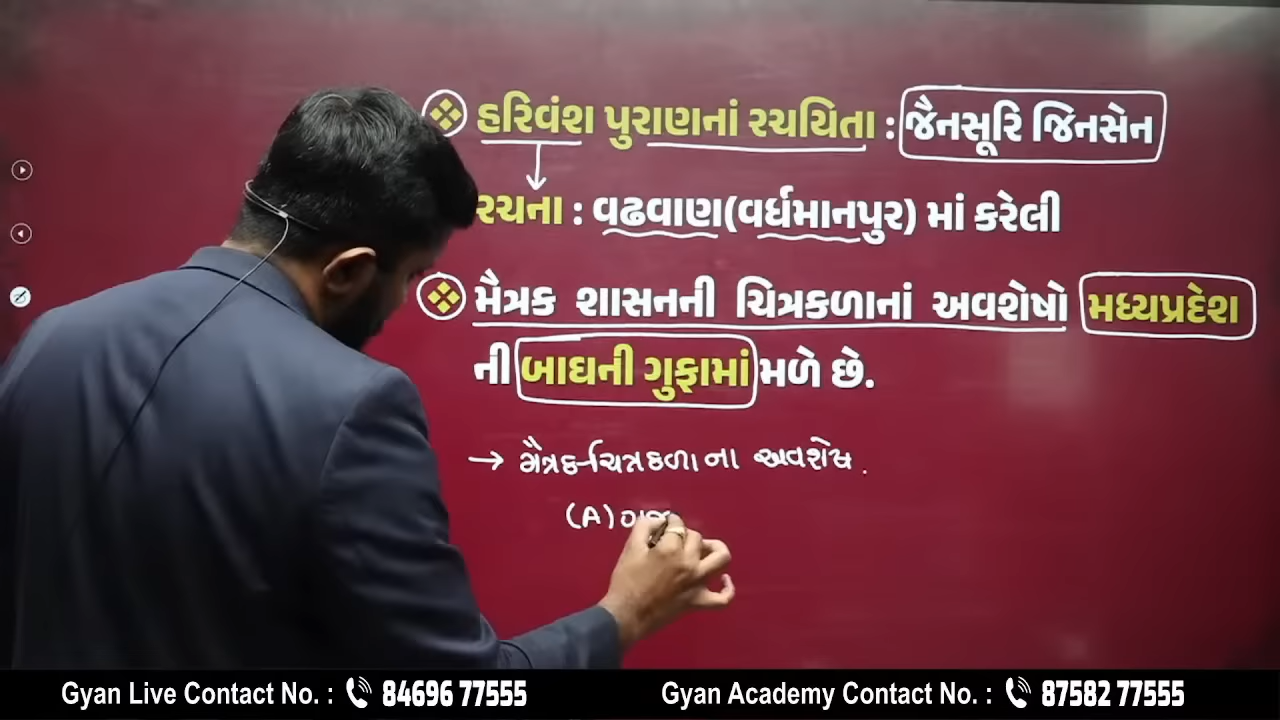 હરિવંશ પુરાણનાં રચયિતા : જૈનસૂરિ જિનસેન
રચના : વઢવાણ(વર્ધમાનપુર) માં કરેલી
મૈત્રક શાસનની ચિત્રકળાનાં અવશેષો મધ્યપ્રદેશ
ની બાઘની ગુફામાં મળે છે.
→ મૈત્રક-ચિત્રકળા ના અવશેષ .
(A)
Gyan Live Contact No. : 84696 77555
Gyan Academy Contact No. : 87582 77555